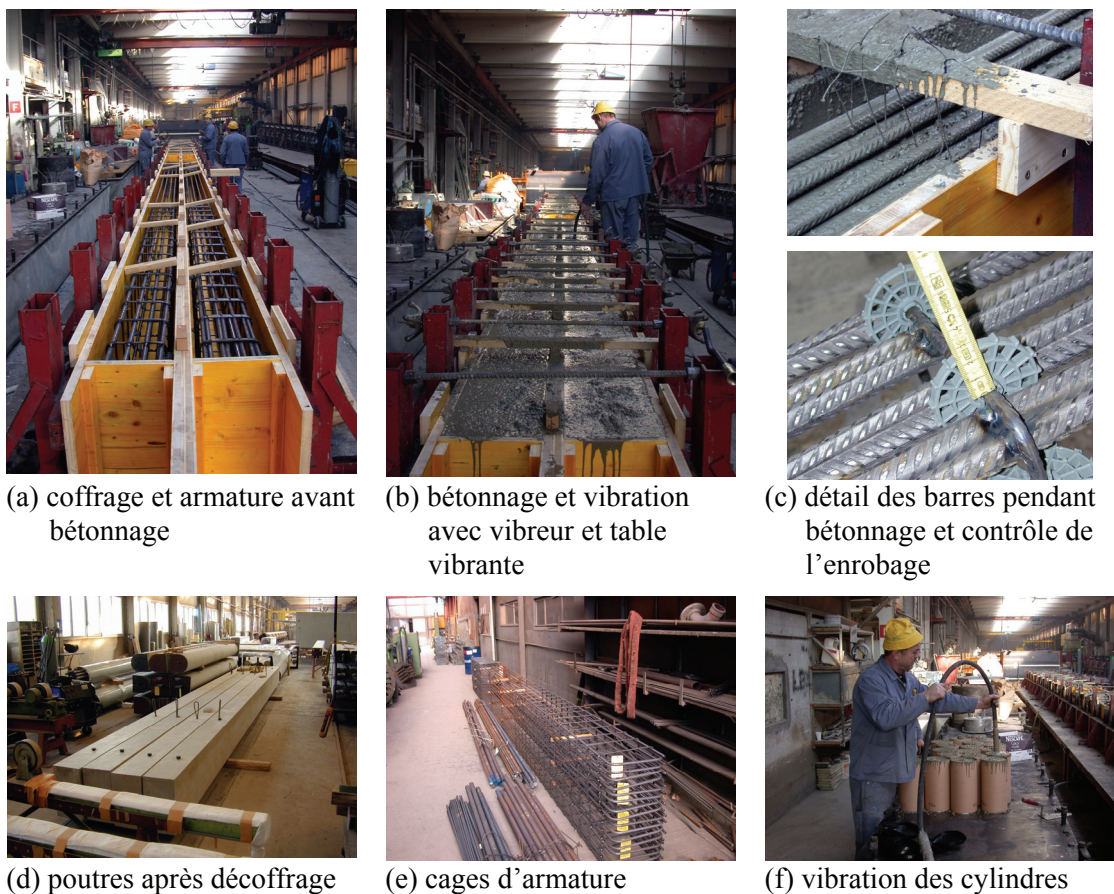 (a) coffrage et armature avant
bétonnage
(b) bétonnage et vibration
avec vibreur et table
vibrante
(c) détail des barres pendant
bétonnage et contrôle de
l’enrobage
(d) poutres après décoffrage
(e) cages d’armature
(f) vibration des cylindres